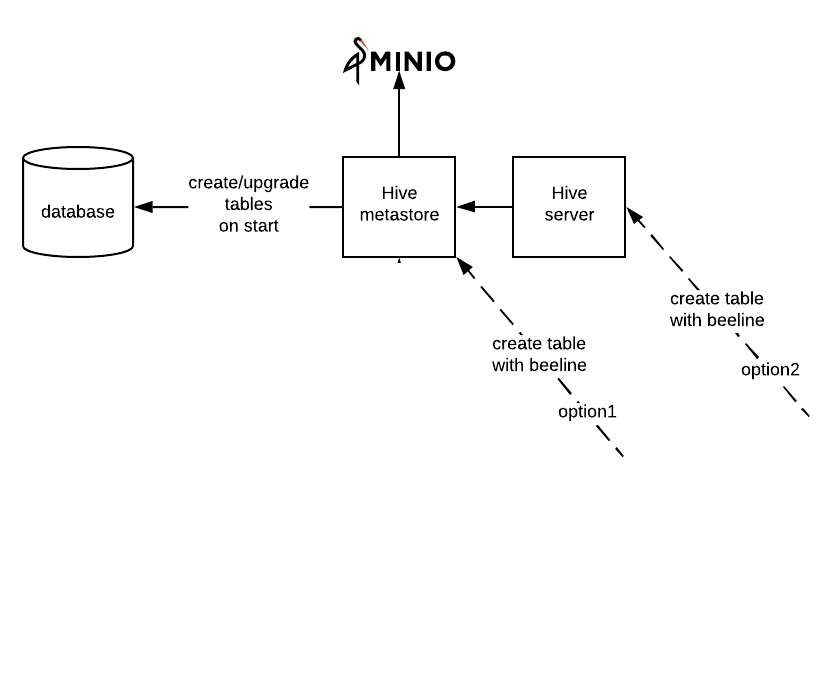 MINIO
create/upgrade
tables
on start
database
Hive
metastore
Hive
server
create table
with beeline
option2
create table
with beeline
option1